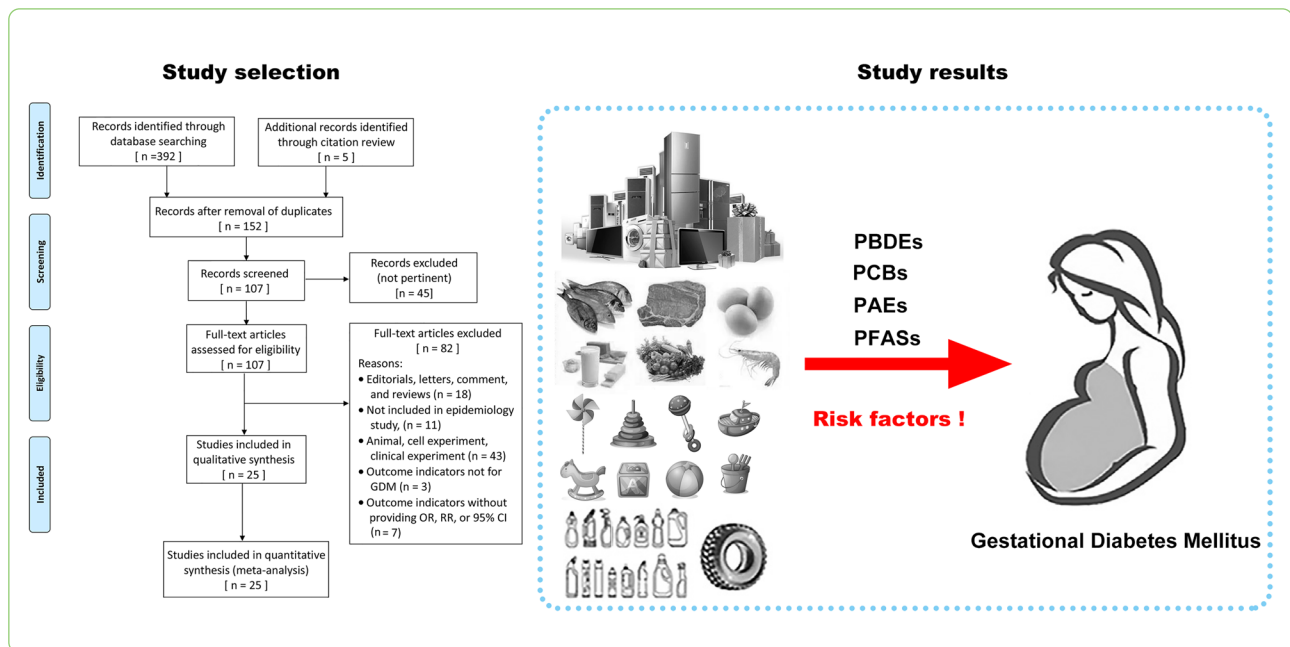 Study selection
Identification
Records identified through
database searching
[ n =392]
Additional records identified
through citation review
[ n = 5 ]
Records after removal of duplicates
[ n = 152 ]
Screening
Records screened
[ n = 107 ]
Records excluded
(not pertinent)
[n = 45]
Eligibility
Full-text articles
assessed for eligibility
[ n = 107 ]
Full-text articles excluded
[ n = 82 ]
Reasons:
• Editorials, letters, comment,
and reviews (n = 18)
• Not included in epidemiology
study, (n = 11)
• Animal, cell experiment,
clinical experiment (n = 43)
• Outcome indicators not for
GDM (n = 3)
• Outcome indicators without
providing OR, RR, or 95% CI
(n = 7)
Included
Studies included in
qualitative synthesis
[ n = 25 ]
Studies included in quantitative
synthesis (meta-analysis)
[ n = 25 ]
Study results
PBDEs
PCBs
PAEs
PFASs
Risk factors !
Gestational Diabetes Mellitus